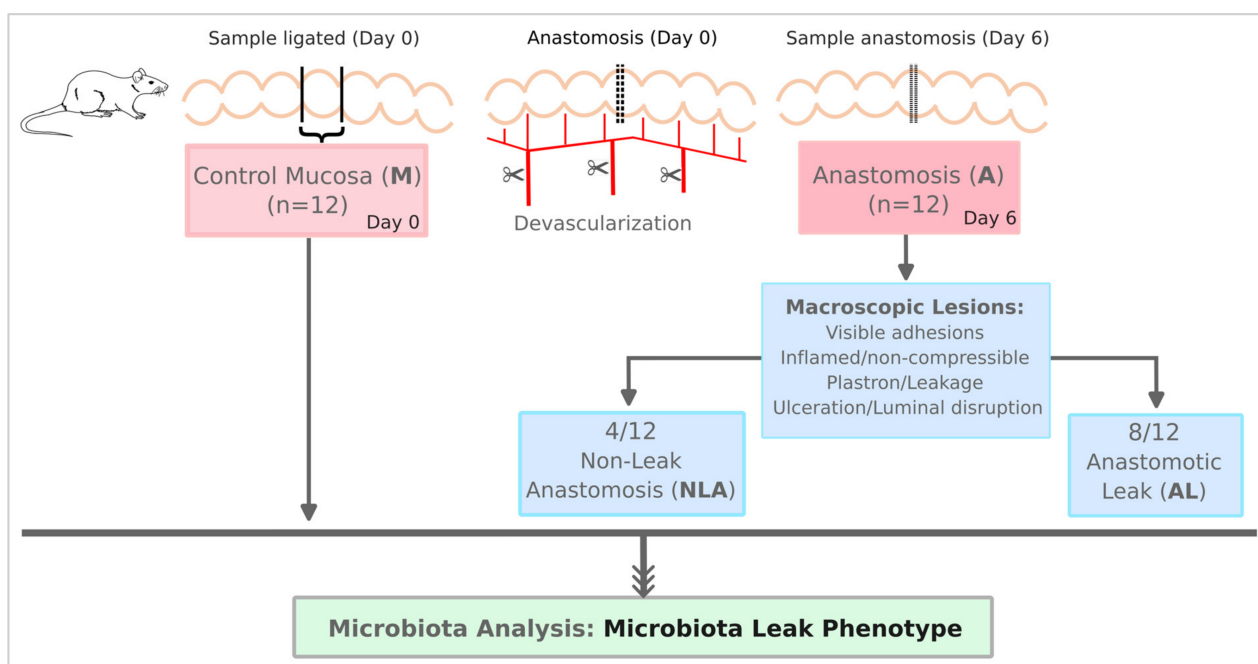 Sample ligated (Day 0)
Anastomosis (Day 0)
Sample anastomosis (Day 6)
Control Mucosa (M)
(n=12)
Day 0
Devascularization
Anastomosis (A)
(n=12)
Day 6
Macroscopic Lesions:
Visible adhesions
Inflamed/non-compressible
Plastron/Leakage
Ulceration/Luminal disruption
4/12
Non-Leak
Anastomosis (NLA)
8/12
Anastomotic
Leak (AL)
Microbiota Analysis: Microbiota Leak Phenotype